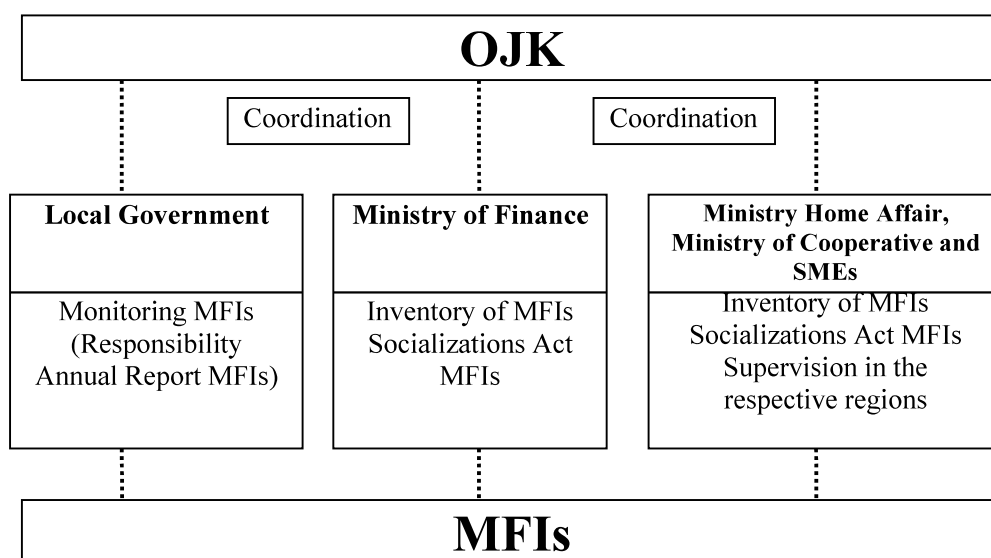 OJK
Coordination
Coordination
Local Government
Monitoring MFIs
(Responsibility
Annual Report MFIs)
Ministry of Finance
Inventory of MFIs
Socializations Act
MFIs
Ministry Home Affair,
Ministry of Cooperative and
SMEs
Inventory of MFIs
Socializations Act MFIs
Supervision in the
respective regions
MFIs